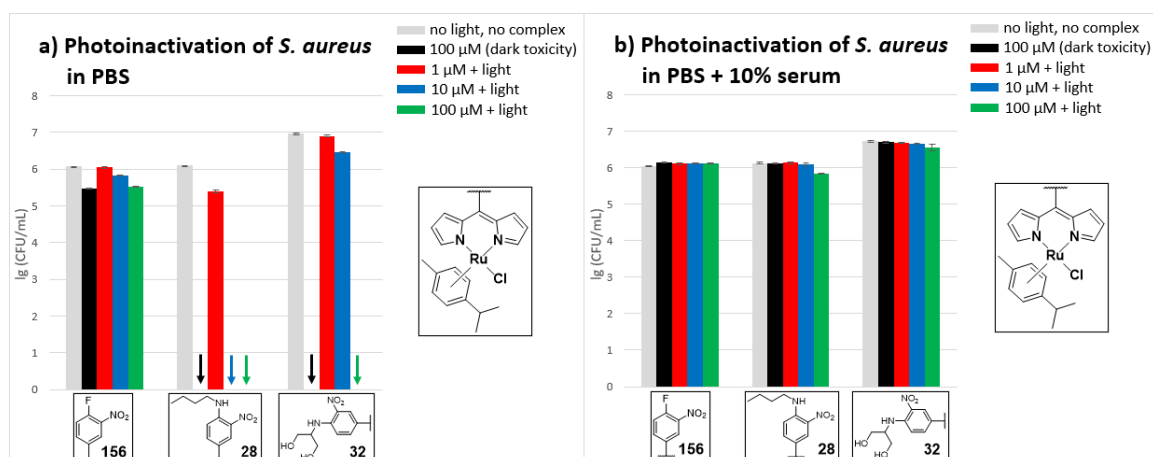 a) Photoinactivation of S. aureus
in PBS
no light, no complex
100 µM (dark toxicity)
1 µM + light
10 µM + light
100 µM + light
lg (CFU/mL)
8
7
6
5
4
3
2
1
0
N
N
Ru
Cl
F
NO2
156
NH
NO2
28
NO2
HN
HO
HO
32
b) Photoinactivation of S. aureus
in PBS + 10% serum
no light, no complex
100 µM (dark toxicity)
1 µM + light
10 µM + light
100 µM + light
lg (CFU/mL)
8
7
6
5
4
3
2
1
0
N
N
Ru
Cl
F
NO2
156
NH
NO2
28
NO2
HN
HO
HO
32